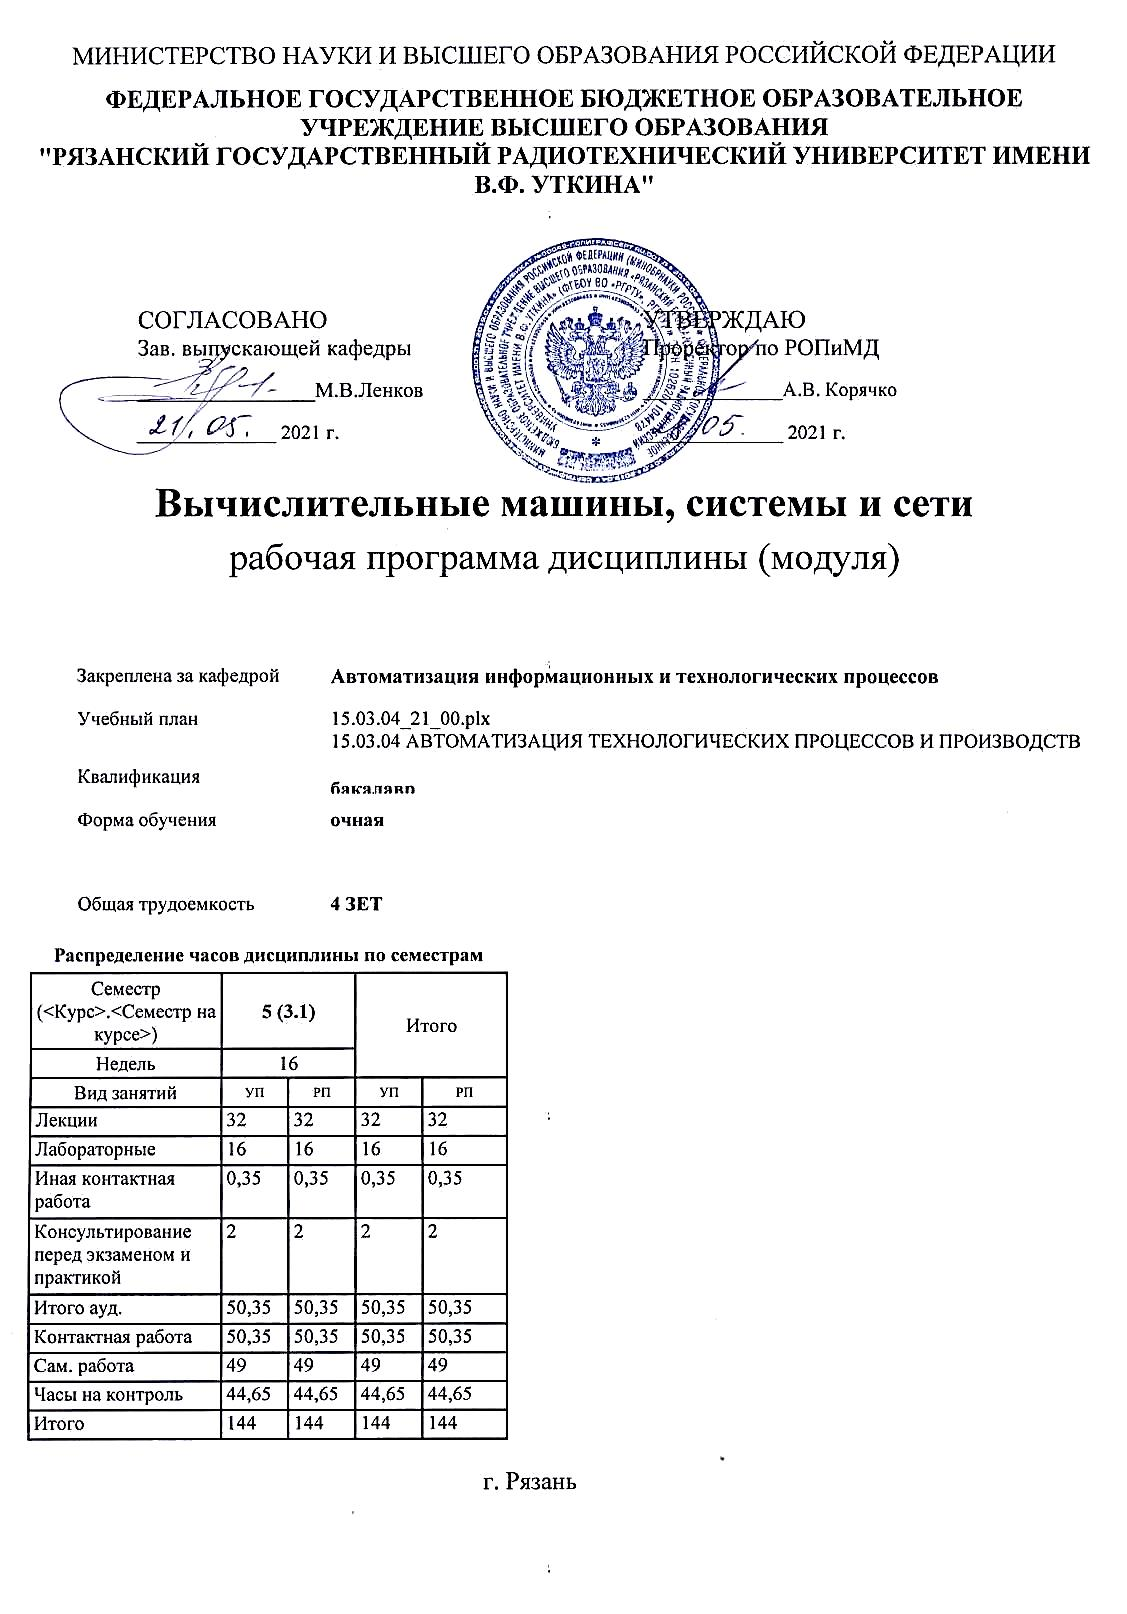 МИНИСТЕРСТВО НАУКИ И ВЫСШЕГО ОБРАЗОВАНИЯ РОССИЙСКОЙ ФЕДЕРАЦИИ
ФЕДЕРАЛЬНОЕ ГОСУДАРСТВЕННОЕ БЮДЖЕТНОЕ ОБРАЗОВАТЕЛЬНОЕ
УЧРЕЖДЕНИЕ ВЫСШЕГО ОБРАЗОВАНИЯ
"РЯЗАНСКИЙ ГОСУДАРСТВЕННЫЙ РАДИОТЕХНИЧЕСКИЙ УНИВЕРСИТЕТ ИМЕНИ
В.Ф. УТКИНА"
СОГЛАСОВАНО УТВЕРЖДАЮ
Зав. выпускающей кафедры Проректор по РОПиМД
М.В.Ленков А.В. Корячко
21. 05. 2021 г. 05. 2021 г.
Вычислительные машины, системы и сети
рабочая программа дисциплины (модуля)
Закреплена за кафедрой Автоматизация информационных и технологических процессов
Учебный план 15.03.04_21_00.plx
15.03.04 АВТОМАТИЗАЦИЯ ТЕХНОЛОГИЧЕСКИХ ПРОЦЕССОВ И ПРОИЗВОДСТВ
Квалификация бакалавр
Форма обучения очная
Общая трудоемкость 4 ЗЕТ
Распределение часов дисциплины по семестрам
Семестр
(<Курс>.<Семестр на
курсе>) 5 (3.1) Итого
Недель 16
Вид занятий УП РП УП РП
Лекции 32 32 32 32
Лабораторные 16 16 16 16
Иная контактная
работа 0,35 0,35 0,35 0,35
Консультирование
перед экзаменом и
практикой 2 2 2 2
Итого ауд. 50,35 50,35 50,35 50,35
Контактная работа 50,35 50,35 50,35 50,35
Сам. работа 49 49 49 49
Часы на контроль 44,65 44,65 44,65 44,65
Итого 144 144 144 144
г. Рязань